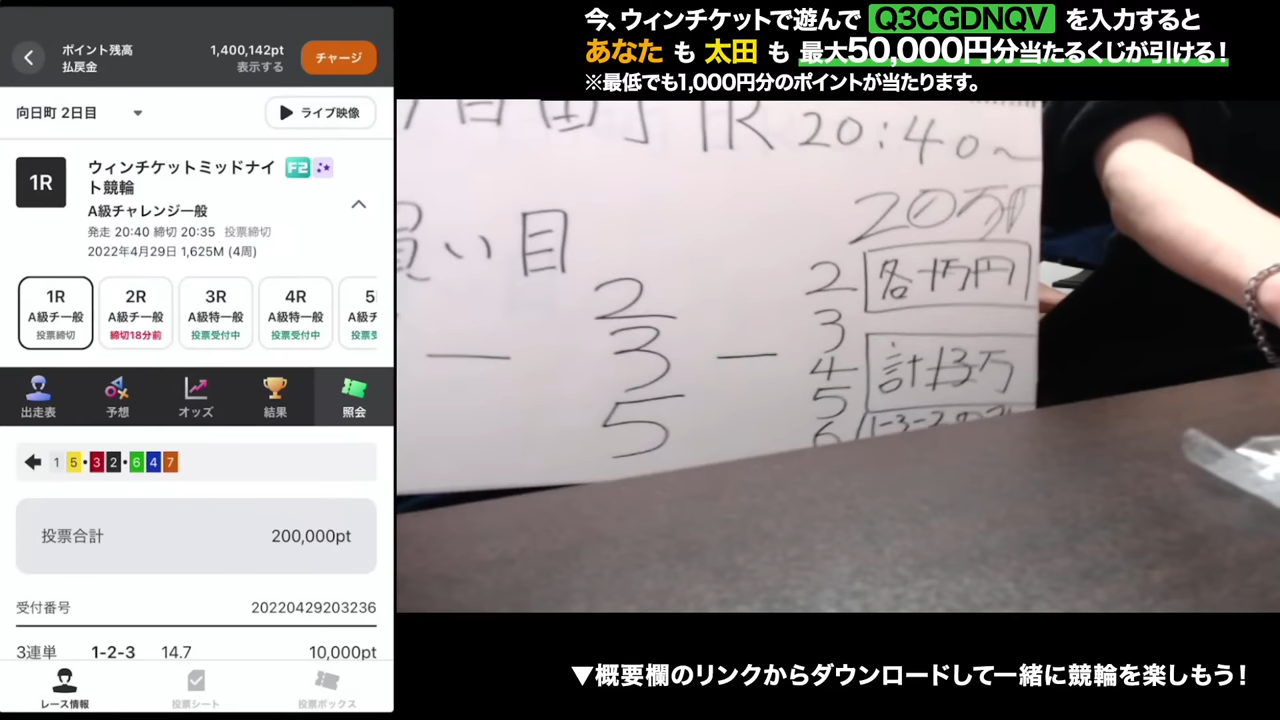 ポイント残高
払戻金
1,400,142pt
表示する
チャージ
向日町 2日目
ライブ映像
1R
ウィンチケットミッドナイ
ト競輪
F2
A級チャレンジ一般
発走 20:40 締切 20:35 投票締切
2022年4月29日 1,625M (4周)
1R
A級チ一般
投票締切
2R
A級チ一般
締切18分前
3R
A級特一般
投票受付中
4R
A級特一般
投票受付中
5
A級チ
投票受
出走表
予想
オッズ
結果
照会
1 5・3 2・6 4 7
投票合計
200,000pt
受付番号
20220429203236
3連単 1-2-3 14.7 10,000pt
レース情報
投票シート
投票ボックス
今、ウィンチケットで遊んで Q3CGDNQV を入力すると
あなた も 太田 も 最大50,000円分当たるくじが引ける!
※最低でも1,000円分のポイントが当たります。
1R 20:40〜
20万円
買い目
各1万円
2
3
5
2
3
4
5
6
計13万
▼概要欄のリンクからダウンロードして一緒に競輪を楽しもう!